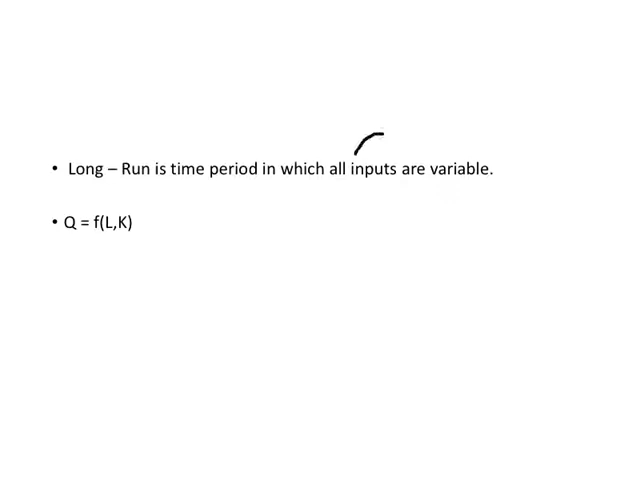 • Long – Run is time period in which all inputs are variable.
• Q = f(L,K)